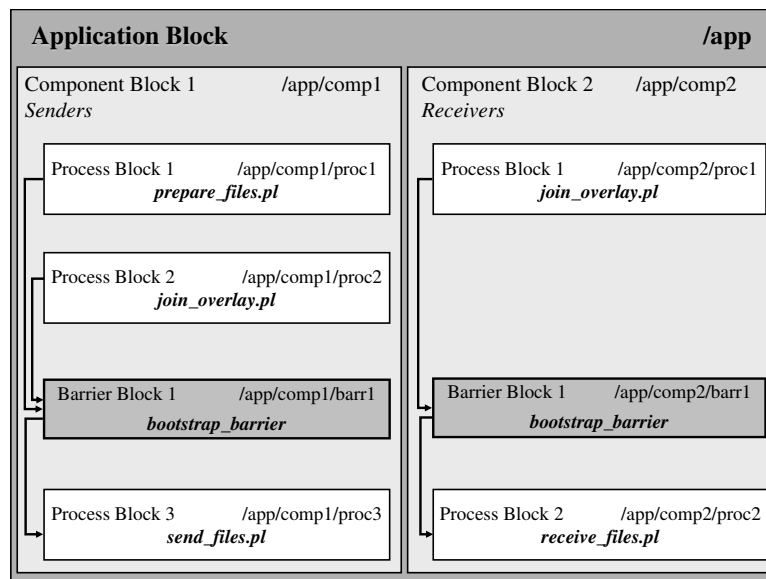 Application Block /app
Component Block 1 /app/comp1
Senders
Process Block 1 /app/comp1/proc1
prepare_files.pl
Process Block 2 /app/comp1/proc2
join_overlay.pl
Barrier Block 1 /app/comp1/barr1
bootstrap_barrier
Process Block 3 /app/comp1/proc3
send_files.pl
Component Block 2 /app/comp2
Receivers
Process Block 1 /app/comp2/proc1
join_overlay.pl
Barrier Block 1 /app/comp2/barr1
bootstrap_barrier
Process Block 2 /app/comp2/proc2
receive_files.pl